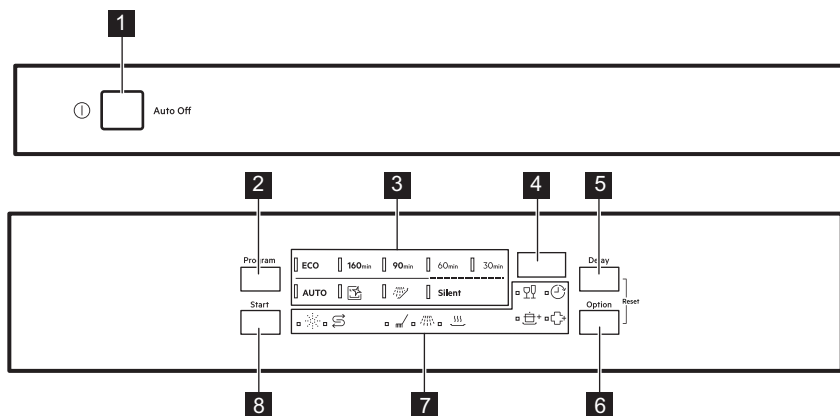 1
Auto Off
2
3
4
5
Program
ECO 160min 90min 60min 30min
Delay
AUTO Silent
Start
Option
Reset
8
7
6